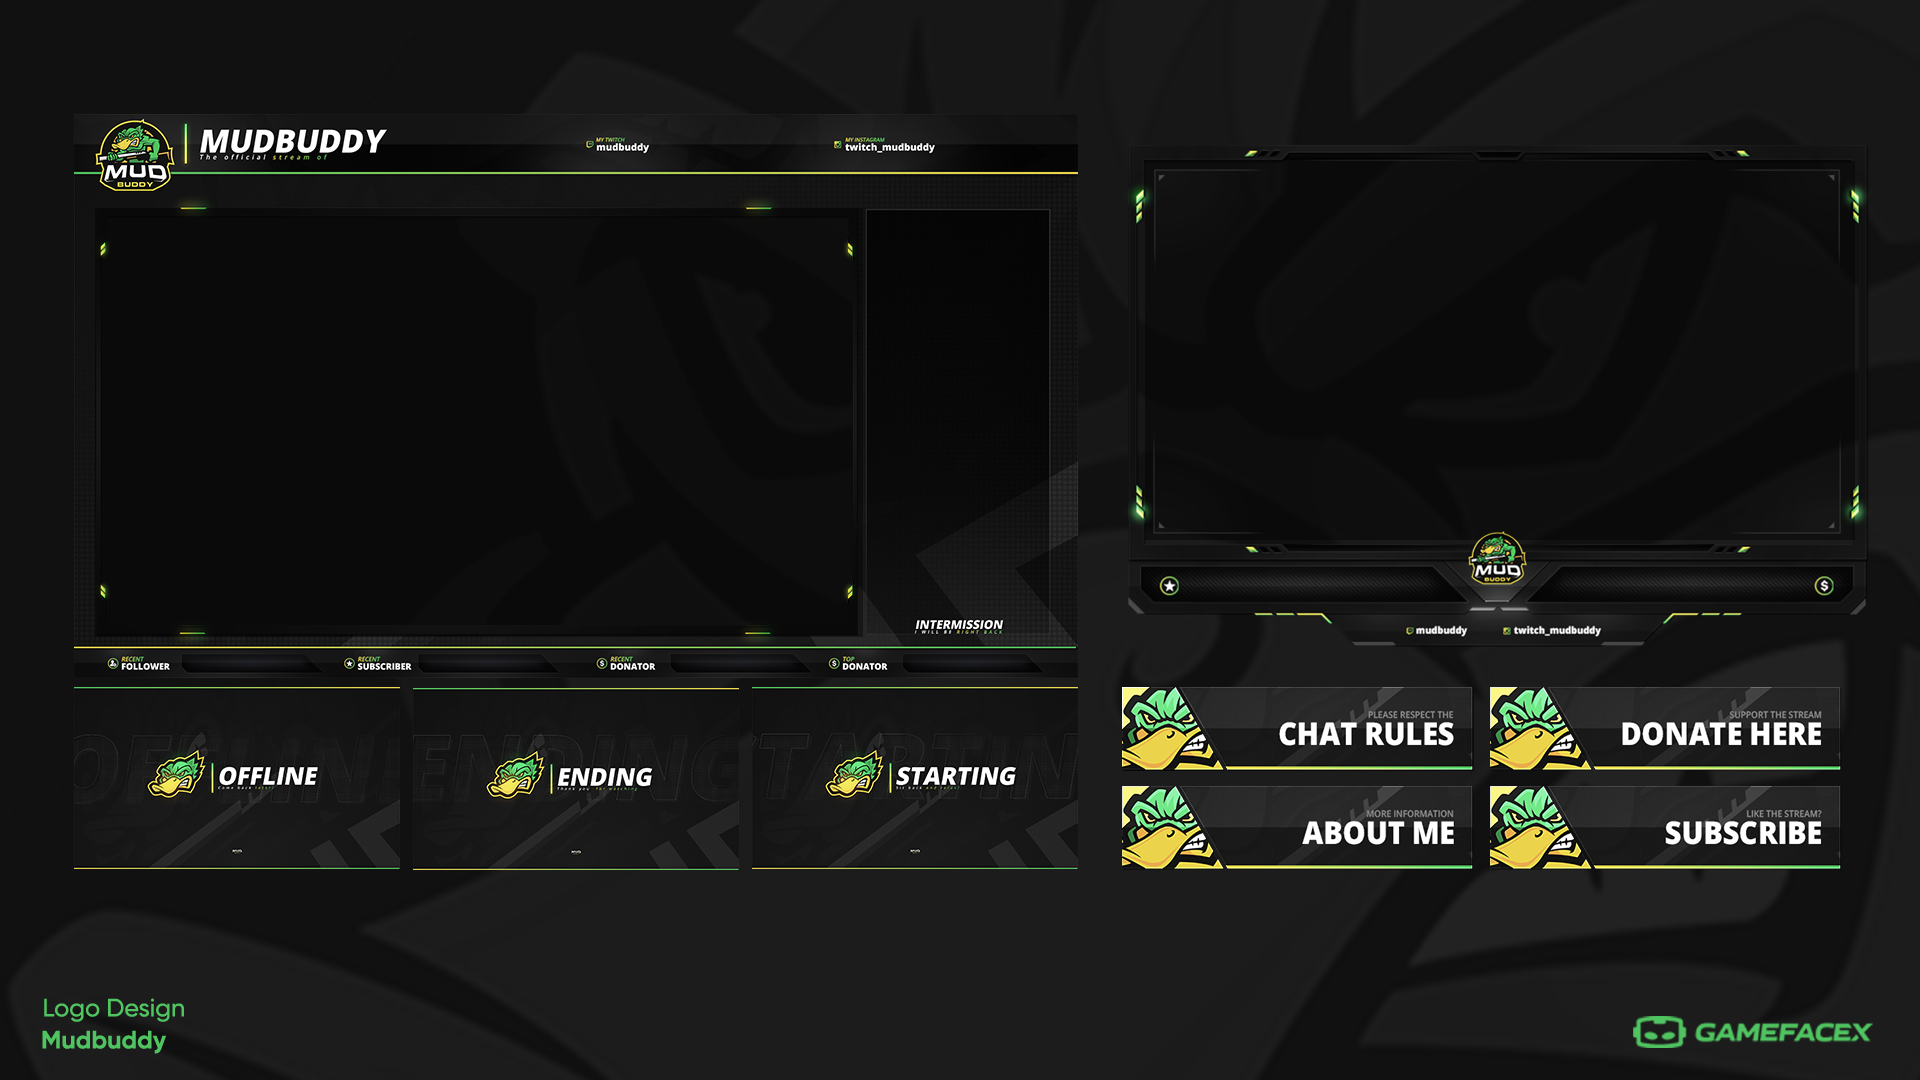 MUD
BUDDY
MUDBUDDY
The official stream of
MY TWITCH
mudbuddy
MY INSTAGRAM
twitch_mudbuddy
INTERMISSION
I WILL BE RIGHT BACK
RECENT
FOLLOWER
RECENT
SUBSCRIBER
RECENT
DONATOR
TOP
DONATOR
OFFLINE
OFFLINE
Come back later!
ENDING
ENDING
Thank you for watching
STARTING
STARTING
Sit back and relax!
MUD
BUDDY
mudbuddy
twitch_mudbuddy
PLEASE RESPECT THE
CHAT RULES
SUPPORT THE STREAM
DONATE HERE
MORE INFORMATION
ABOUT ME
LIKE THE STREAM?
SUBSCRIBE
Logo Design
Mudbuddy
GAMEFACEX